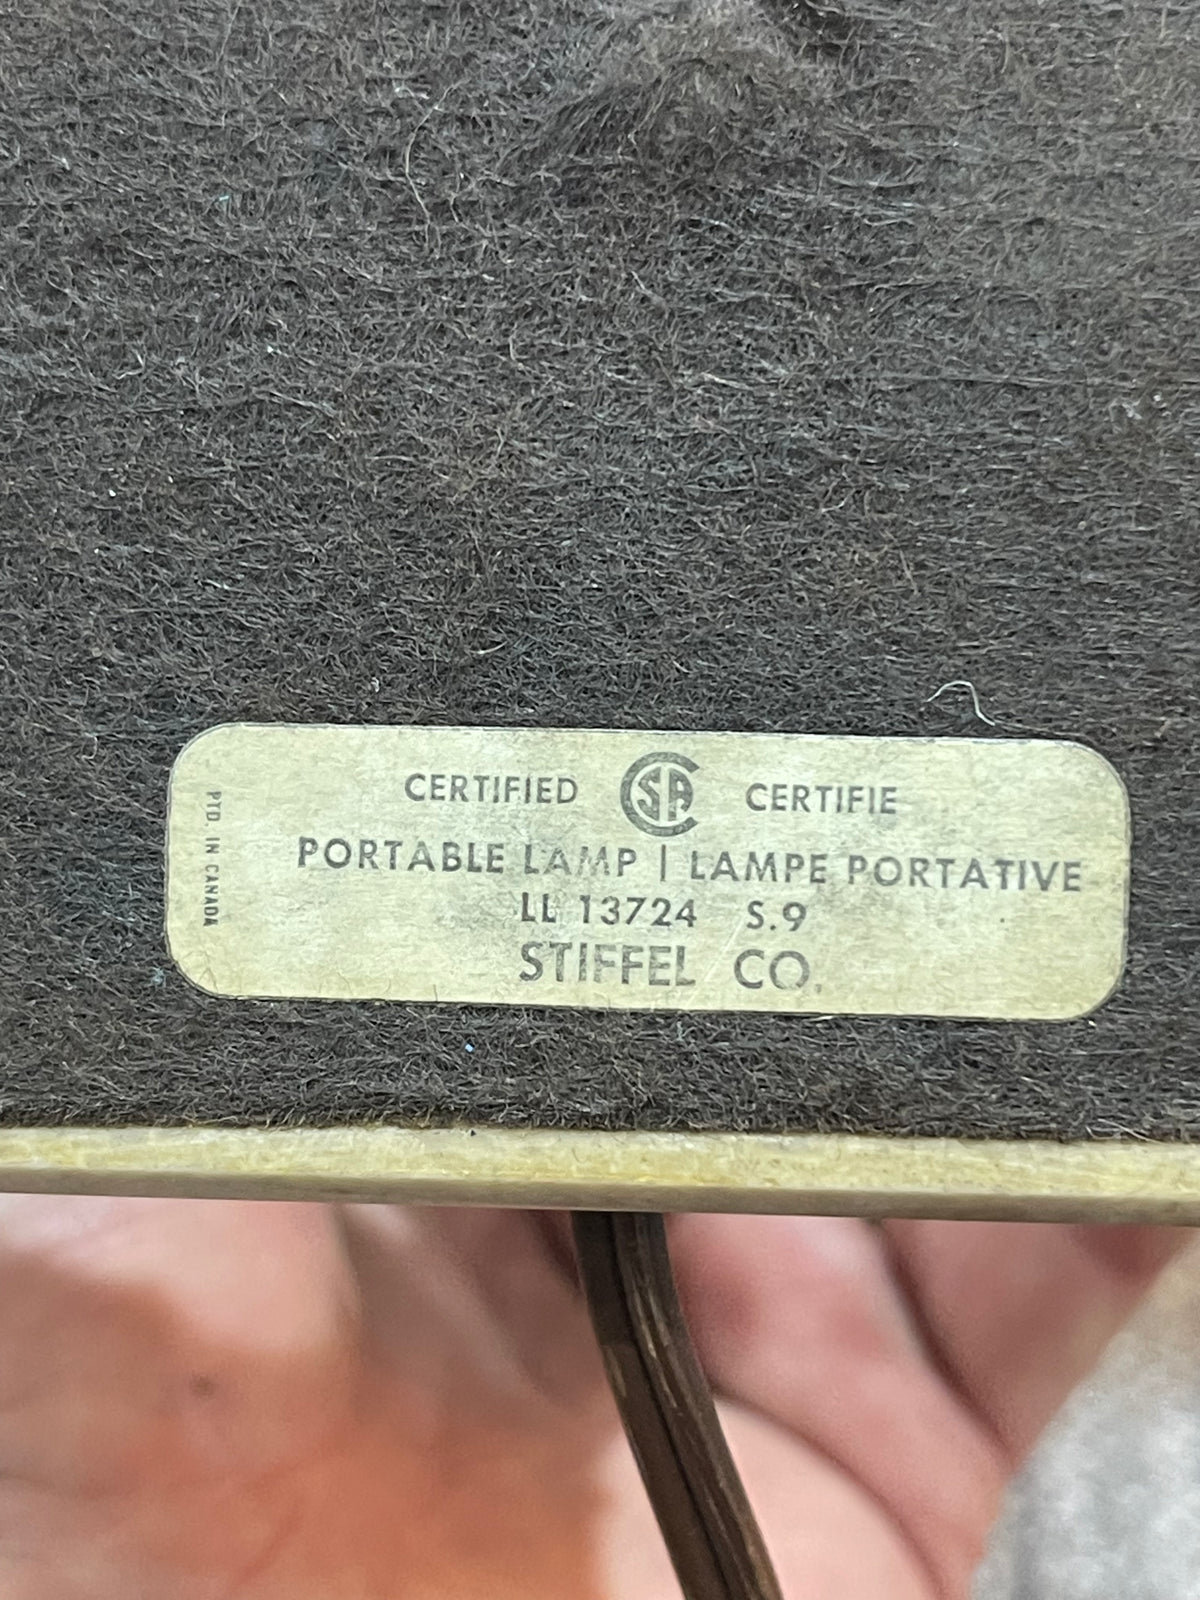 CERTIFIED CSA CERTIFIE
PORTABLE LAMP | LAMPE PORTATIVE
LL 13724 S.9
STIFFEL CO.
PTD. IN CANADA